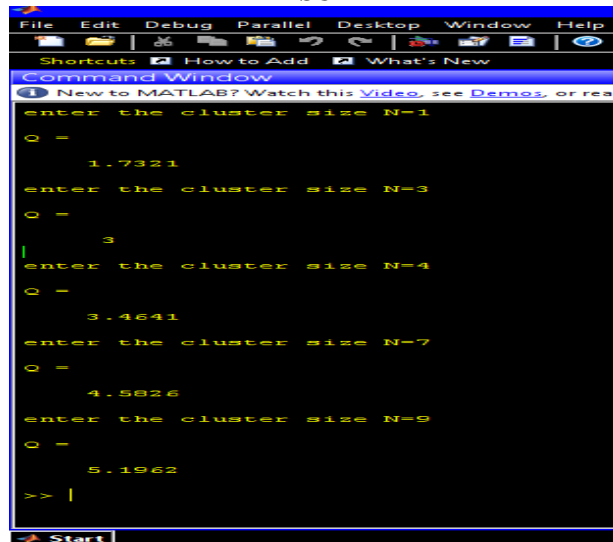 File Edit Debug Parallel Desktop Window Help
Shortcuts How to Add What's New
Command Window
New to MATLAB? Watch this Video, see Demos, or rea
enter the cluster size N=1
Q =
1.7321
enter the cluster size N=3
Q =
3
enter the cluster size N=4
Q =
3.4641
enter the cluster size N=7
Q =
4.5826
enter the cluster size N=9
Q =
5.1962
>>
Start